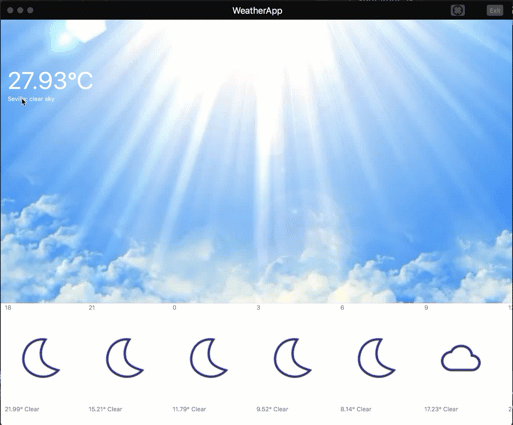 WeatherApp
Exit
27.93°C
clear sky
18 21 0 3 6 9
21.99° Clear 15.21° Clear 11.79° Clear 9.52° Clear 8.14° Clear 17.23° Clear